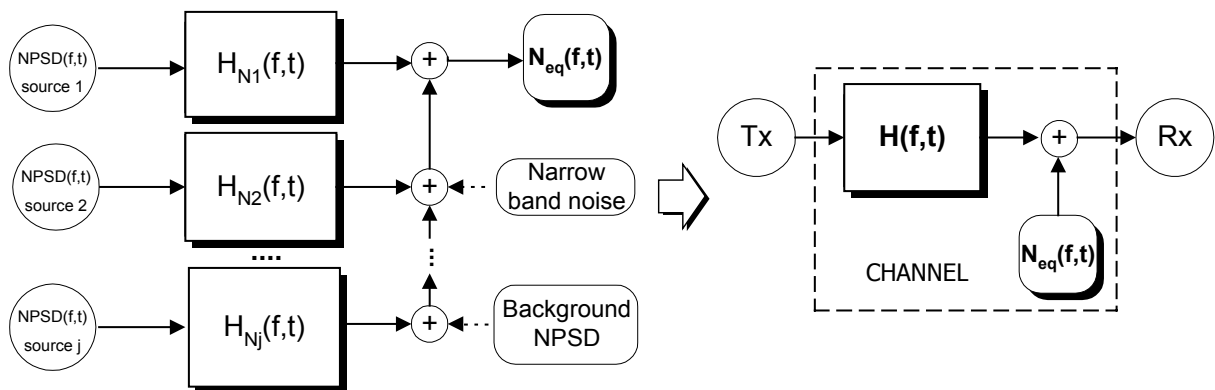 NPSD(f,t)
source 1
H_N1(f,t)
+
N_eq(f,t)
NPSD(f,t)
source 2
H_N2(f,t)
+
Narrow
band noise
....
...
NPSD(f,t)
source j
H_Nj(f,t)
+
Background
NPSD
Tx
H(f,t)
+
Rx
N_eq(f,t)
CHANNEL